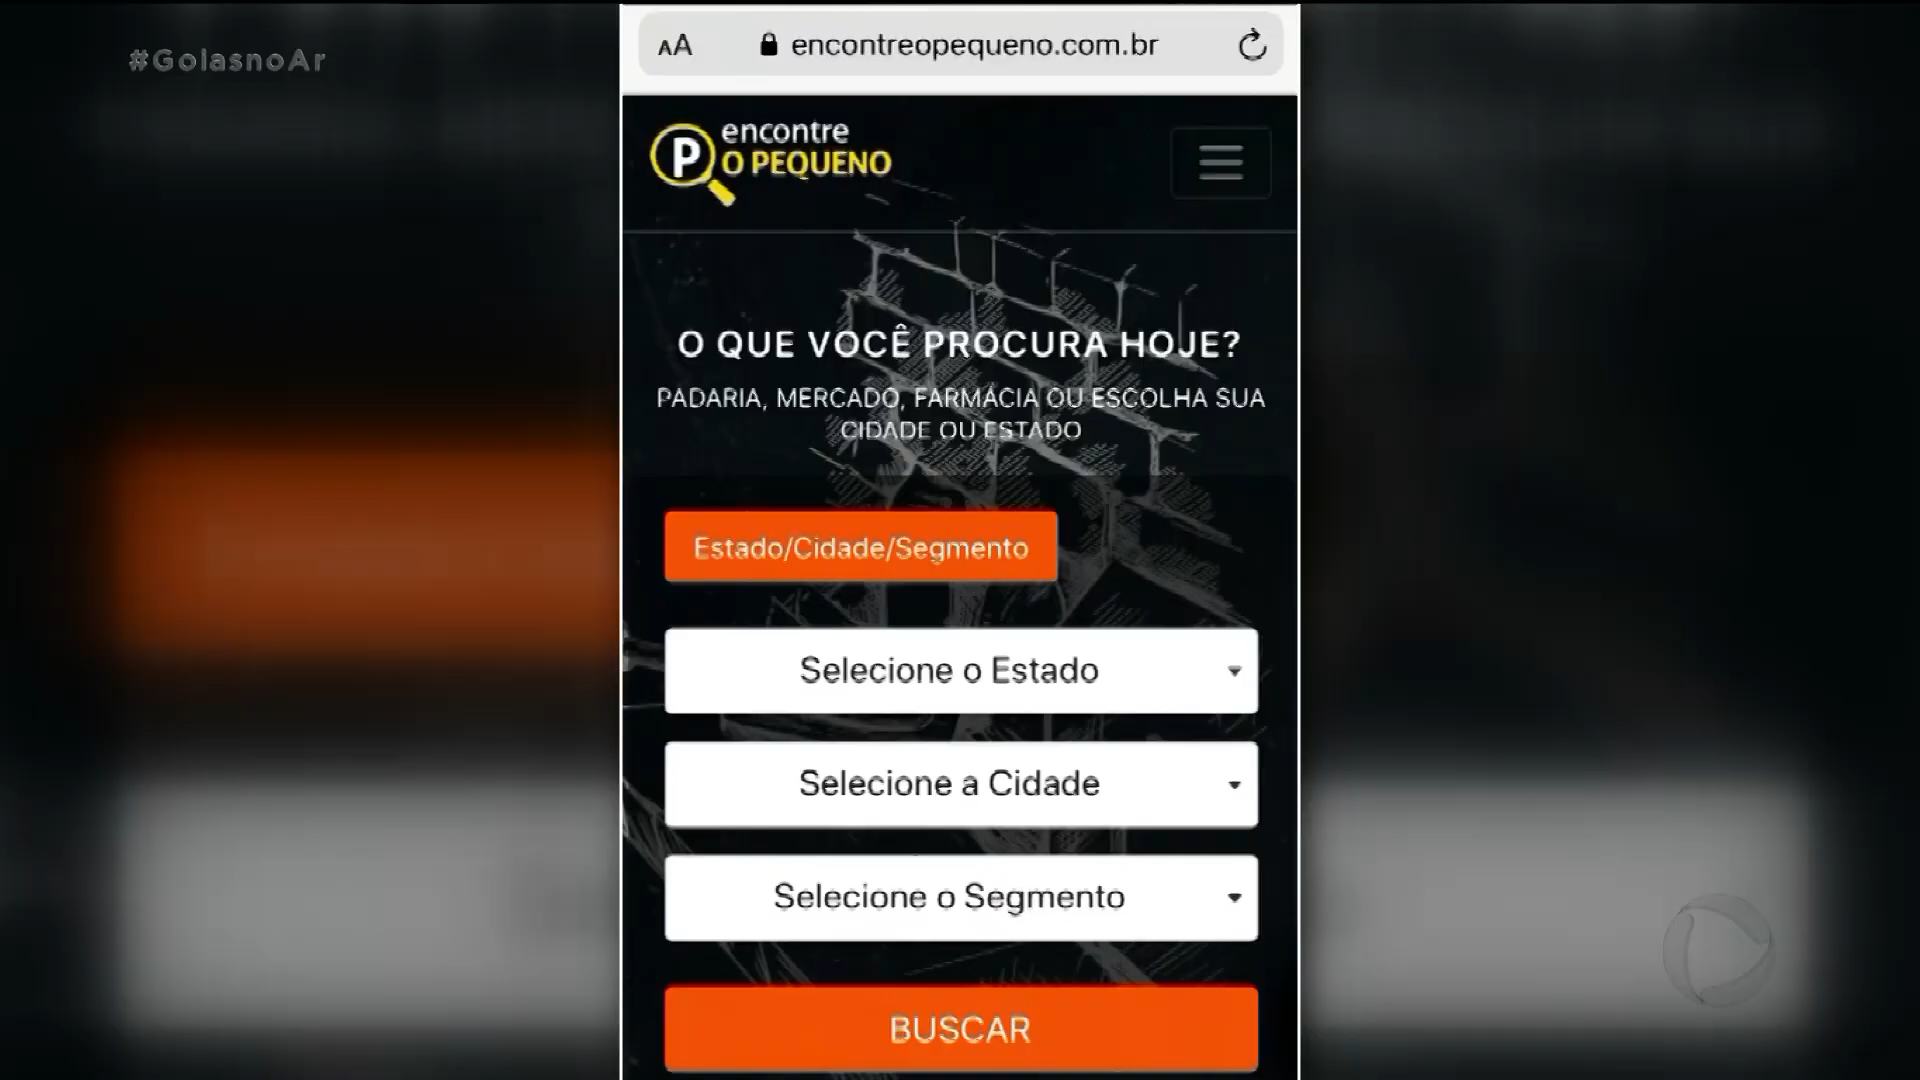 #GoiasnoAr
AA encontreopequeno.com.br
P encontre
O PEQUENO
O QUE VOCÊ PROCURA HOJE?
PADARIA, MERCADO, FARMÁCIA OU ESCOLHA SUA
CIDADE OU ESTADO
Estado/Cidade/Segmento
Selecione o Estado
Selecione a Cidade
Selecione o Segmento
BUSCAR